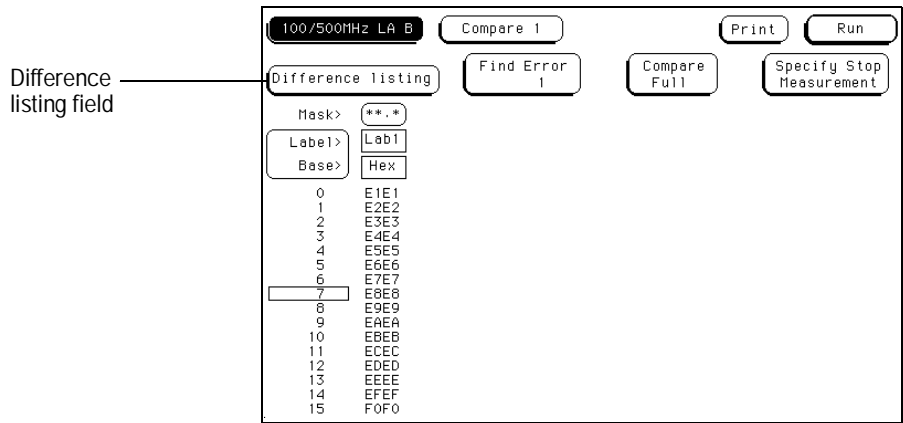 100/500MHz LA B Compare 1 Print Run
Difference listing field
Difference listing Find Error 1 Compare Full Specify Stop Measurement
Mask> **.*
Label> Lab1
Base> Hex
0 E1E1
1 E2E2
2 E3E3
3 E4E4
4 E5E5
5 E6E6
6 E7E7
7 E8E8
8 E9E9
9 EAEA
10 EBEB
11 ECEC
12 EDED
13 EEEE
14 EFEF
15 F0F0